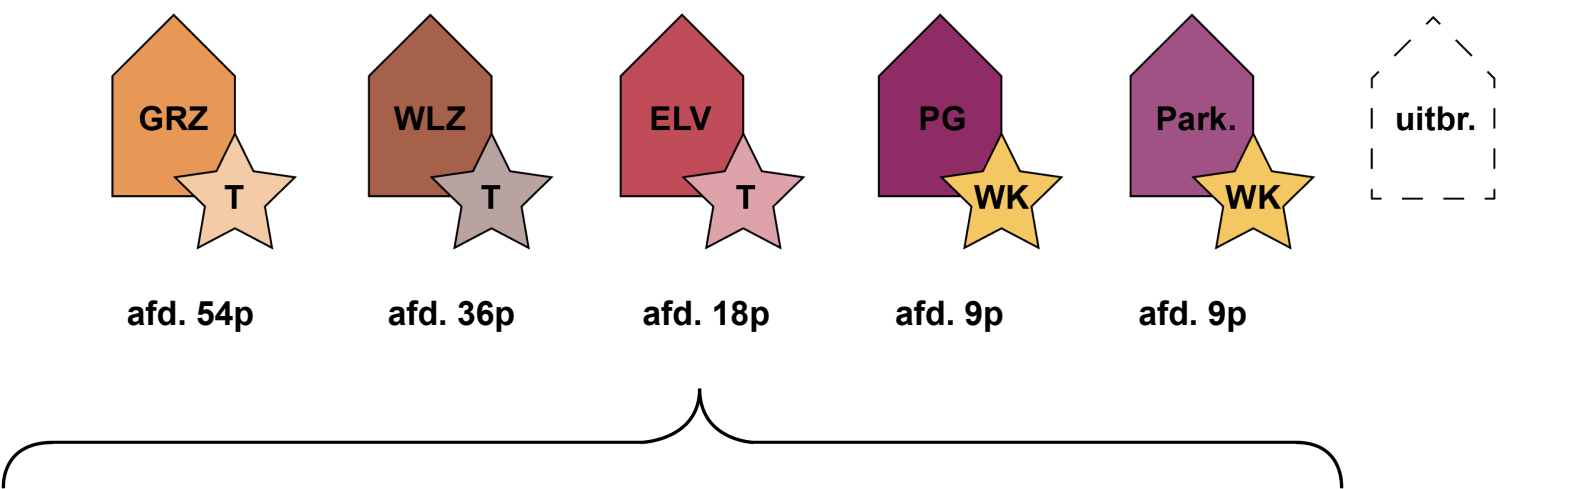 GRZ WLZ ELV PG Park. uitbr.
T T T WK WK
afd. 54p afd. 36p afd. 18p afd. 9p afd. 9p